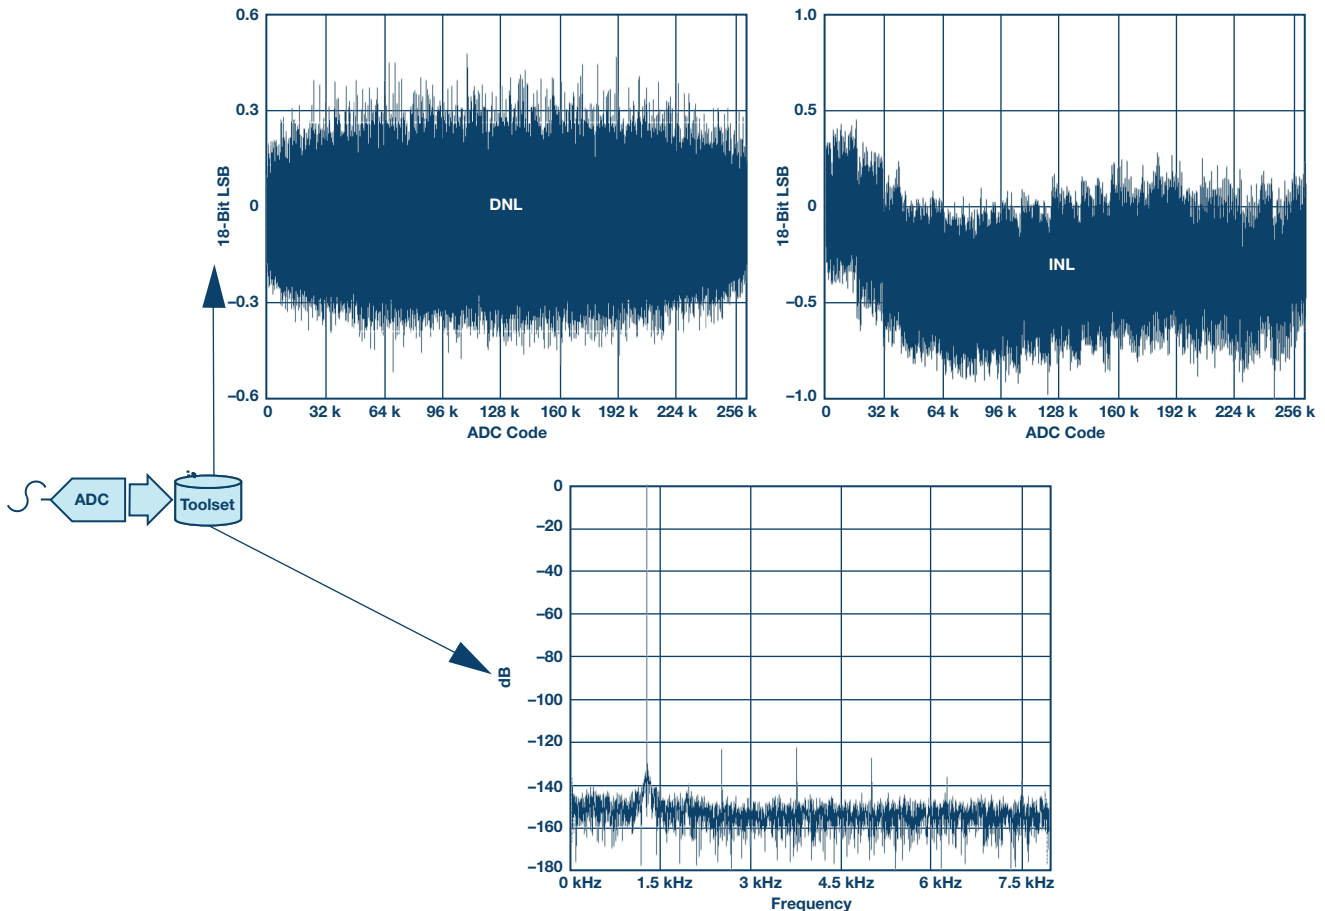 0.6
0.3
0
−0.3
−0.6
18-Bit LSB
DNL
0 32 k 64 k 96 k 128 k 160 k 192 k 224 k 256 k
ADC Code
1.0
0.5
0
−0.5
−1.0
18-Bit LSB
INL
0 32 k 64 k 96 k 128 k 160 k 192 k 224 k 256 k
ADC Code
ADC
Toolset
0
−20
−40
−60
−80
−100
−120
−140
−160
−180
dB
0 kHz 1.5 kHz 3 kHz 4.5 kHz 6 kHz 7.5 kHz
Frequency